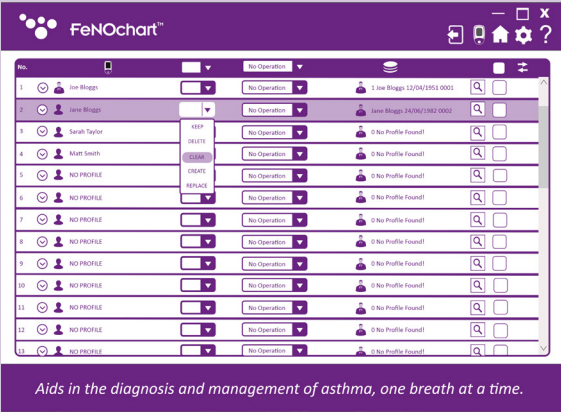 FeNOchart™
No. No Operation
1 Joe Bloggs No Operation 1 Joe Bloggs 12/04/1951 0001
2 Jane Bloggs No Operation Jane Bloggs 24/06/1982 0002
KEEP
3 Sarah Taylor No Operation 0 No Profile Found!
DELETE
4 Matt Smith CLEAR No Operation 0 No Profile Found!
CREATE
5 NO PROFILE No Operation 0 No Profile Found!
REPLACE
6 NO PROFILE No Operation 0 No Profile Found!
7 NO PROFILE No Operation 0 No Profile Found!
8 NO PROFILE No Operation 0 No Profile Found!
9 NO PROFILE No Operation 0 No Profile Found!
10 NO PROFILE No Operation 0 No Profile Found!
11 NO PROFILE No Operation 0 No Profile Found!
12 NO PROFILE No Operation 0 No Profile Found!
13 NO PROFILE No Operation 0 No Profile Found!
Aids in the diagnosis and management of asthma, one breath at a time.